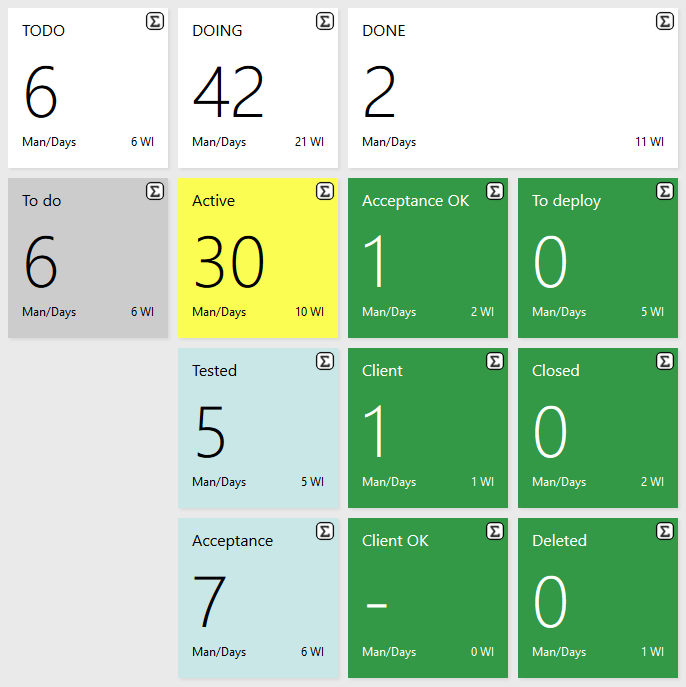 TODO Σ
6
Man/Days 6 WI
DOING Σ
42
Man/Days 21 WI
DONE Σ
2
Man/Days 11 WI
To do Σ
6
Man/Days 6 WI
Active Σ
30
Man/Days 10 WI
Acceptance OK Σ
1
Man/Days 2 WI
To deploy Σ
0
Man/Days 5 WI
Tested Σ
5
Man/Days 5 WI
Client Σ
1
Man/Days 1 WI
Closed Σ
0
Man/Days 2 WI
Acceptance Σ
7
Man/Days 6 WI
Client OK Σ
-
Man/Days 0 WI
Deleted Σ
0
Man/Days 1 WI